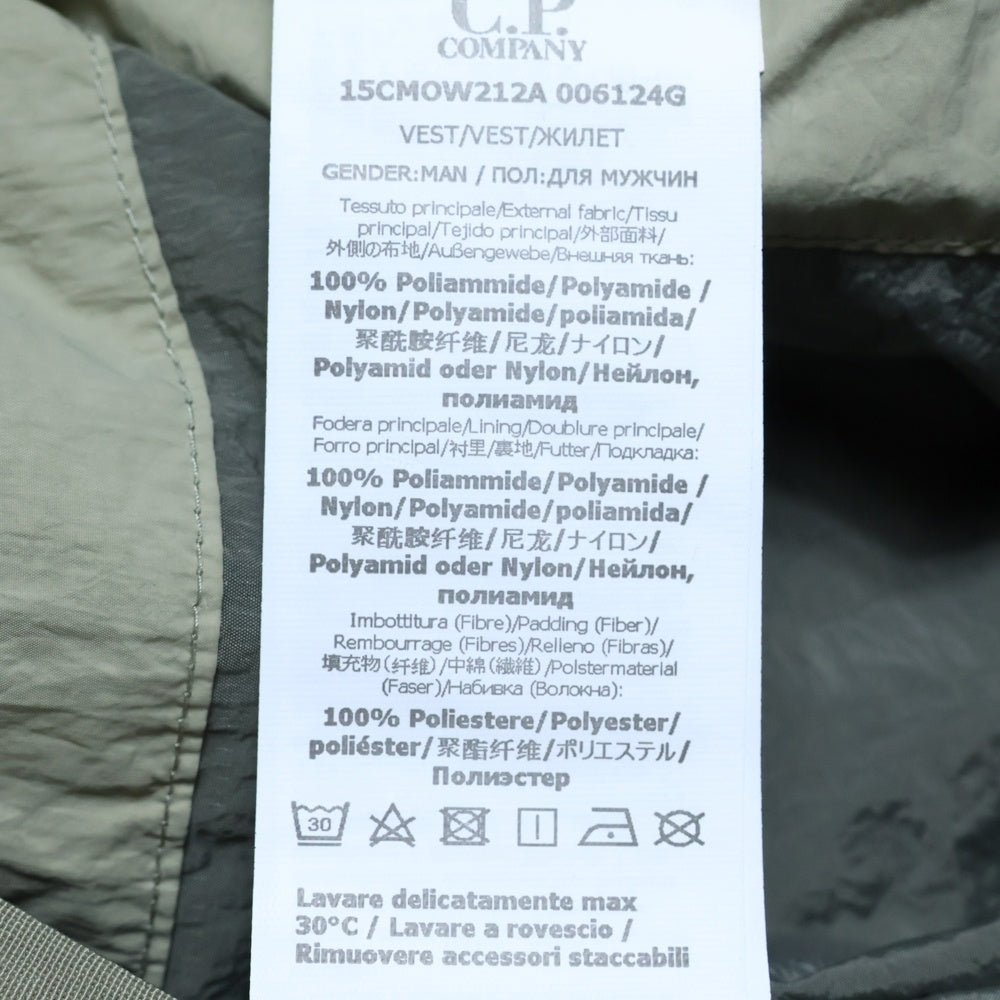 C.P.
COMPANY
15CMOW212A 006124G
VEST/VEST/ЖИЛЕТ
GENDER:MAN / ПОЛ:ДЛЯ МУЖЧИН
Tessuto principale/External fabric/Tissu
principal/Tejido principal/外部面料/
外側の布地/Außengewebe/Внешняя ткань:
100% Poliammide/Polyamide /
Nylon/Polyamide/poliamida/
聚酰胺纤维/尼龙/ナイロン/
Polyamid oder Nylon/Нейлон,
полиамид
Fodera principale/Lining/Doublure principale/
Forro principal/衬里/裏地/Futter/Подкладка:
100% Poliammide/Polyamide /
Nylon/Polyamide/poliamida/
聚酰胺纤维/尼龙/ナイロン/
Polyamid oder Nylon/Нейлон,
полиамид
Imbottitura (Fibre)/Padding (Fiber)/
Rembourrage (Fibres)/Relleno (Fibras)/
填充物(纤维)/中綿(繊維)/Polstermaterial
(Faser)/Набивка (Волокна):
100% Poliestere/Polyester/
poliéster/聚酯纤维/ポリエステル/
Полиэстер
30
Lavare delicatamente max
30°C / Lavare a rovescio /
Rimuovere accessori staccabili